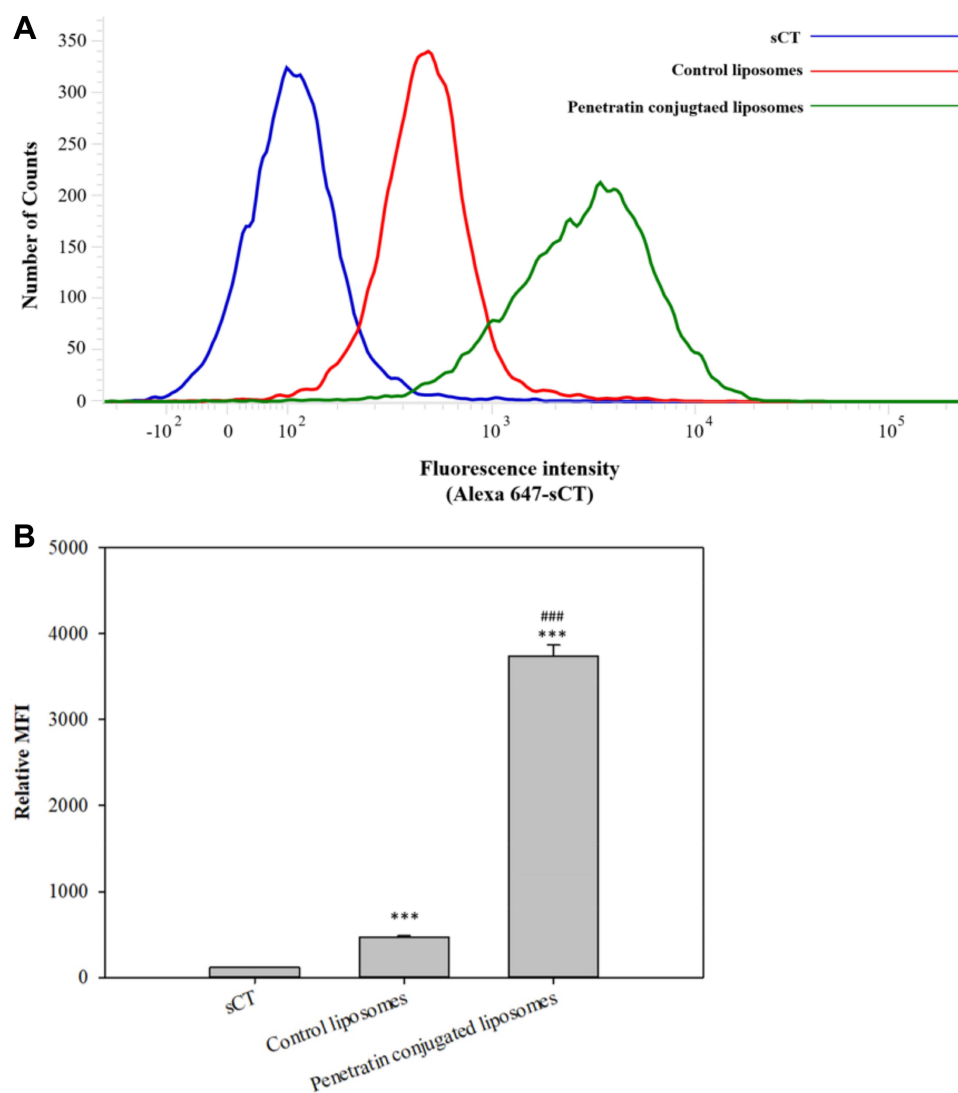 A
350
300
250
200
150
100
50
0
Number of Counts
sCT
Control liposomes
Penetratin conjugtaed liposomes
-10² 0 10² 10³ 10⁴ 10⁵
Fluorescence intensity
(Alexa 647-sCT)
B
5000
4000
3000
2000
1000
0
Relative MFI
***
###
***
sCT
Control liposomes
Penetratin conjugated liposomes